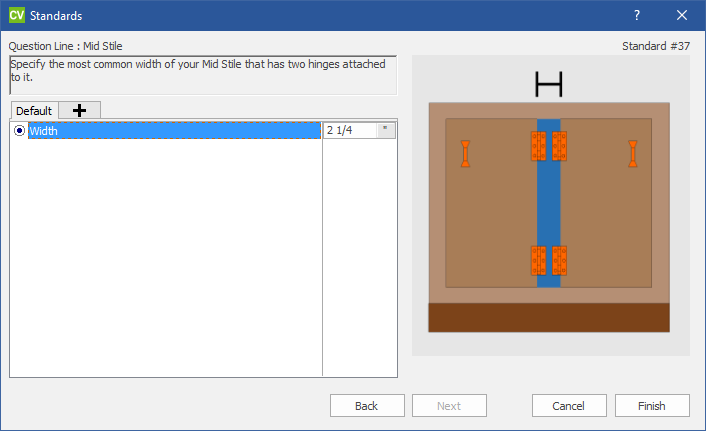 CV Standards ?
Question Line : Mid Stile Standard #37
Specify the most common width of your Mid Stile that has two hinges attached
to it.
Default
Width 2 1/4 "
Back Next Cancel Finish